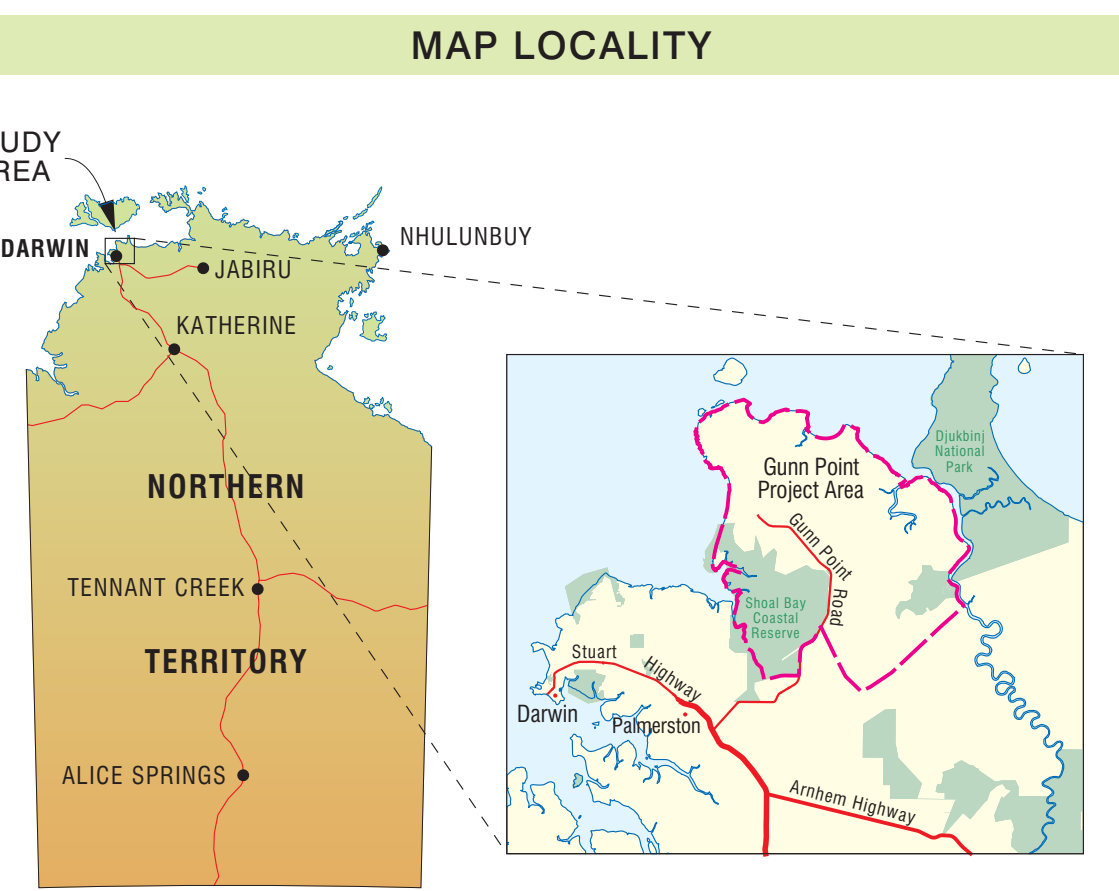 MAP LOCALITY
UDY
REA
DARWIN
NHULUNBUY
JABIRU
KATHERINE
NORTHERN
TENNANT CREEK
TERRITORY
ALICE SPRINGS
Djukbinj
National
Park
Gunn Point
Project Area
Gunn Point Road
Shoal Bay
Coastal
Reserve
Stuart Highway
Darwin
Palmerston
Arnhem Highway